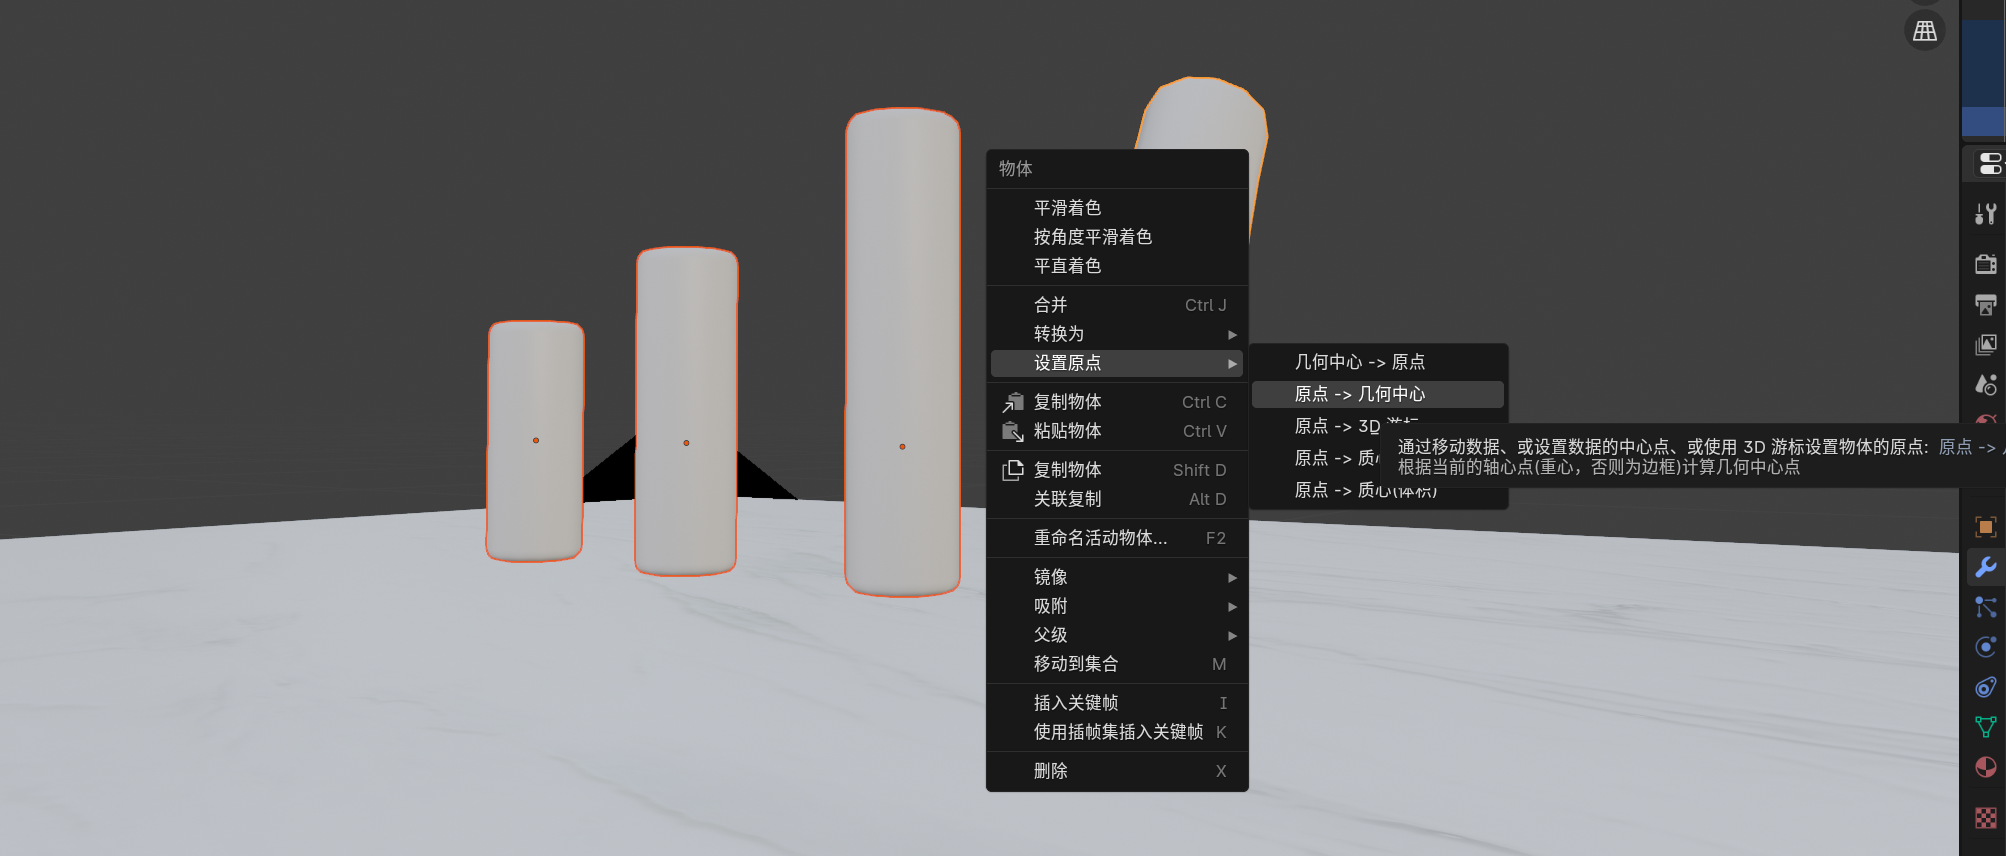 物体
平滑着色
按角度平滑着色
平直着色
合并 Ctrl J
转换为
设置原点
复制物体 Ctrl C
粘贴物体 Ctrl V
复制物体 Shift D
关联复制 Alt D
重命名活动物体... F2
镜像
吸附
父级
移动到集合 M
插入关键帧 I
使用插帧集插入关键帧 K
删除 X
几何中心 -> 原点
原点 -> 几何中心
原点 -> 3D 游标
原点 -> 质
原点 -> 质心(体积)
通过移动数据、或设置数据的中心点、或使用 3D 游标设置物体的原点: 原点 ->
根据当前的轴心点(重心，否则为边框)计算几何中心点